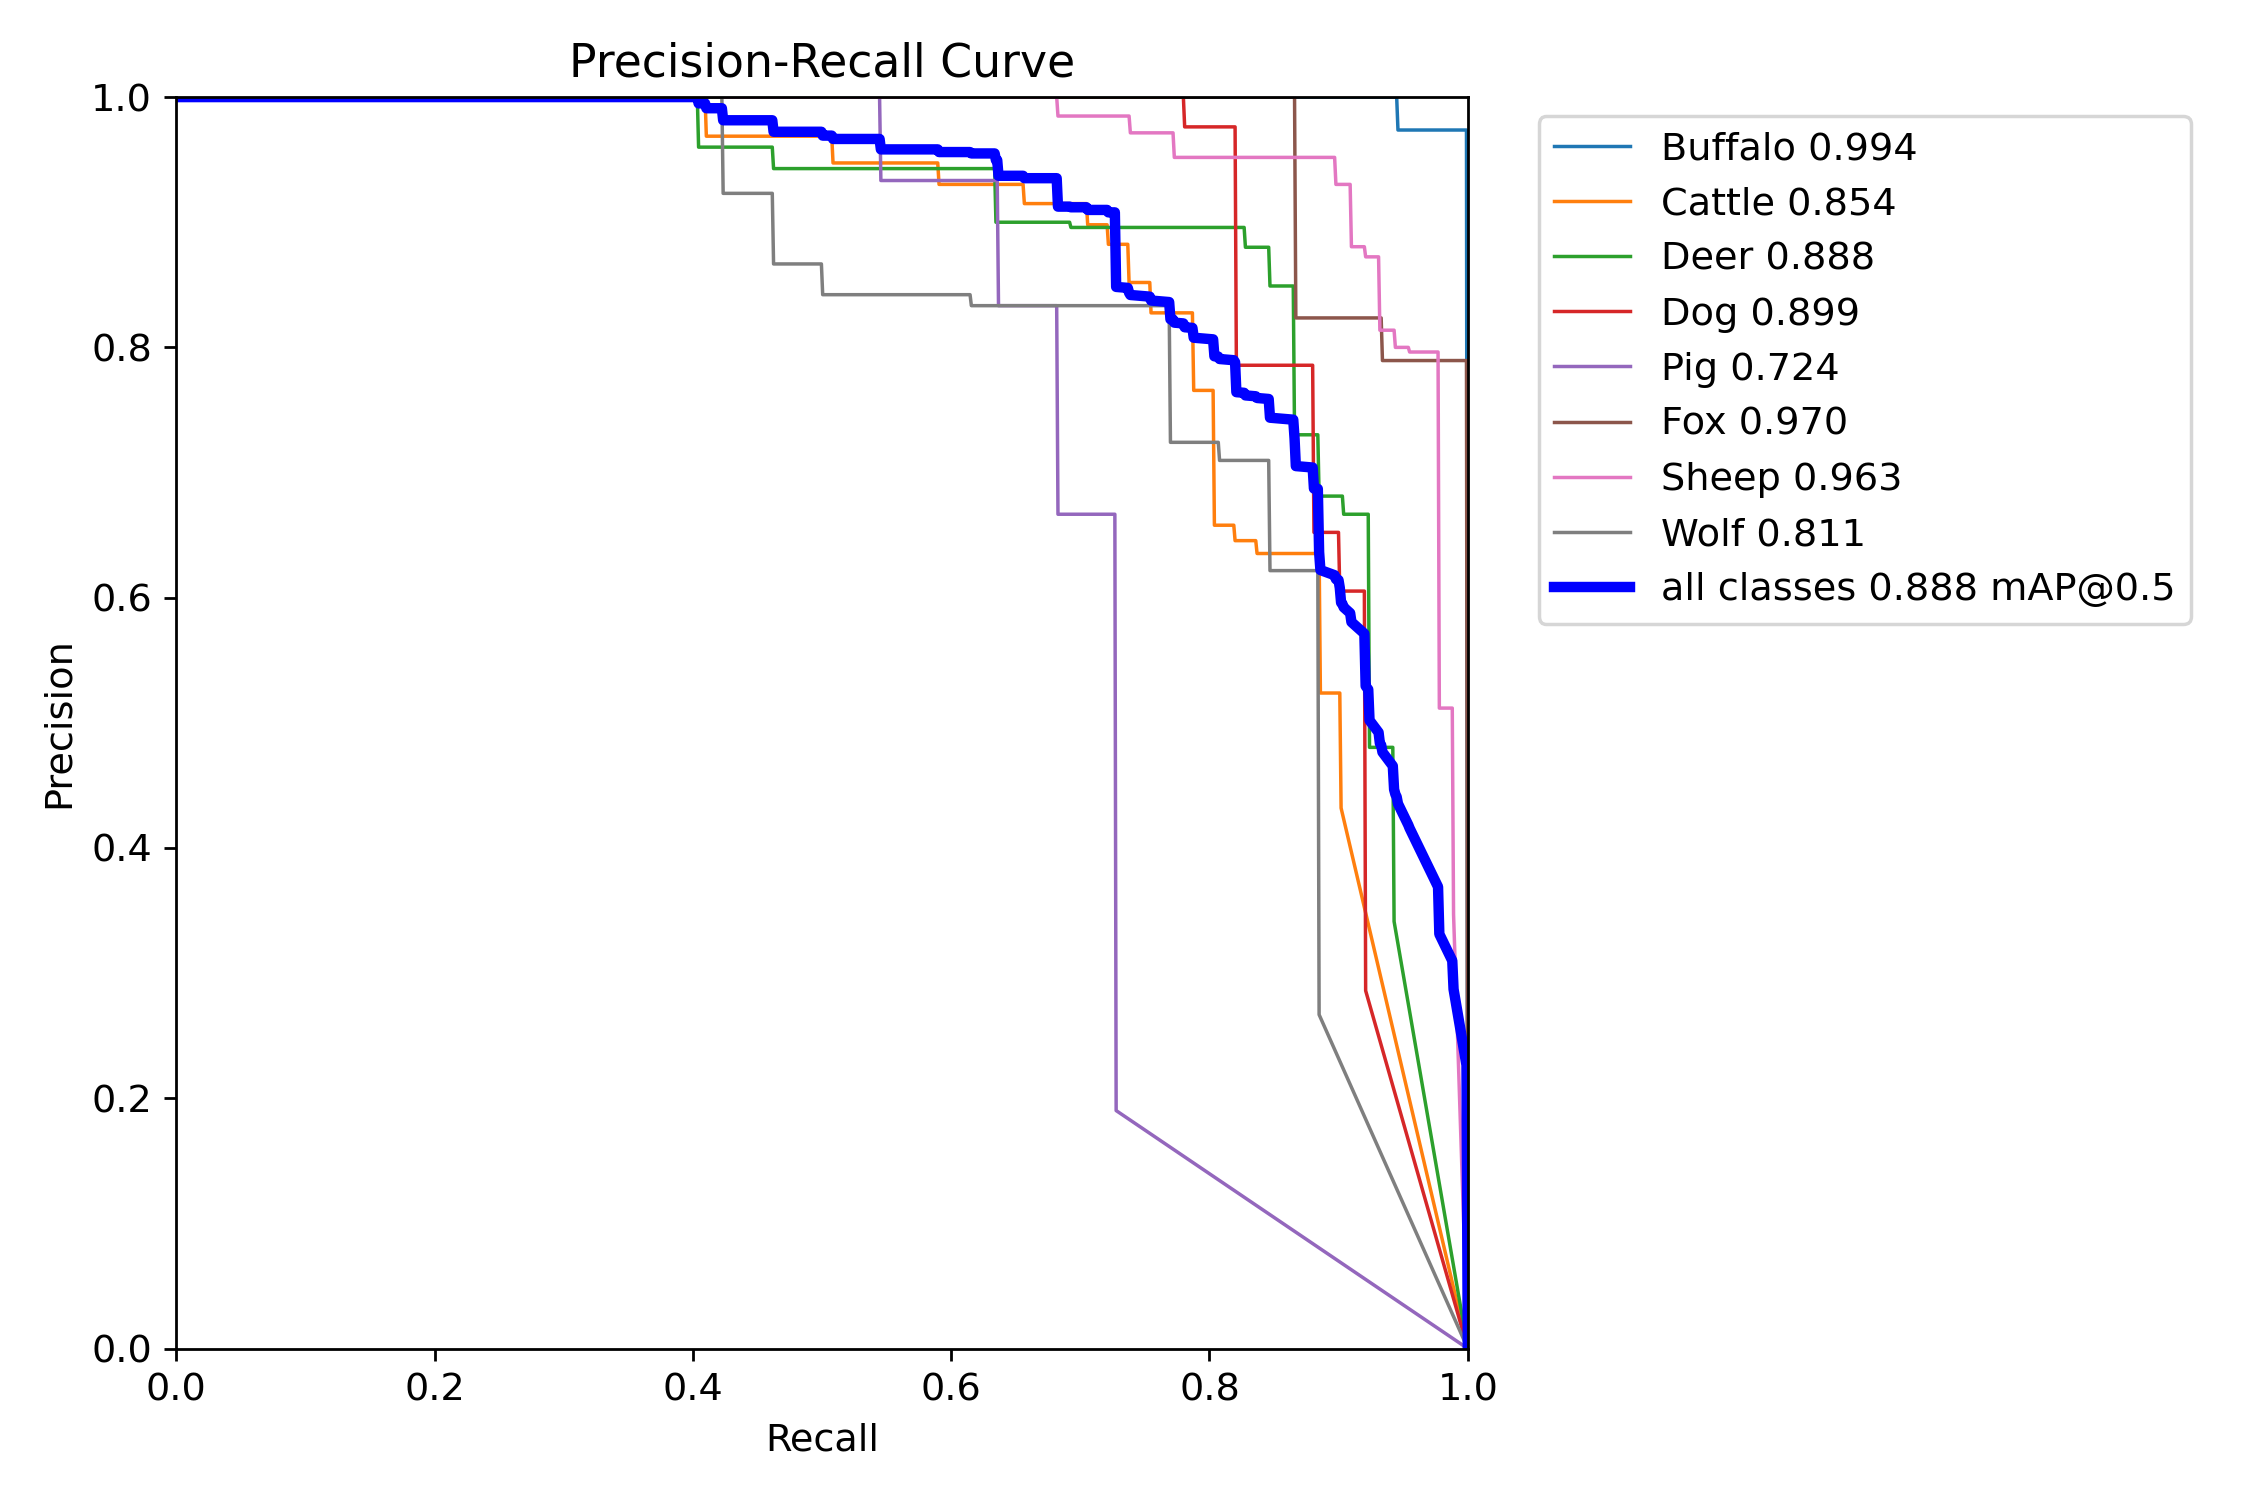 Precision-Recall Curve
1.0
0.8
0.6
0.4
0.2
0.0
Precision
0.0 0.2 0.4 0.6 0.8 1.0
Recall
Buffalo 0.994
Cattle 0.854
Deer 0.888
Dog 0.899
Pig 0.724
Fox 0.970
Sheep 0.963
Wolf 0.811
all classes 0.888 mAP@0.5